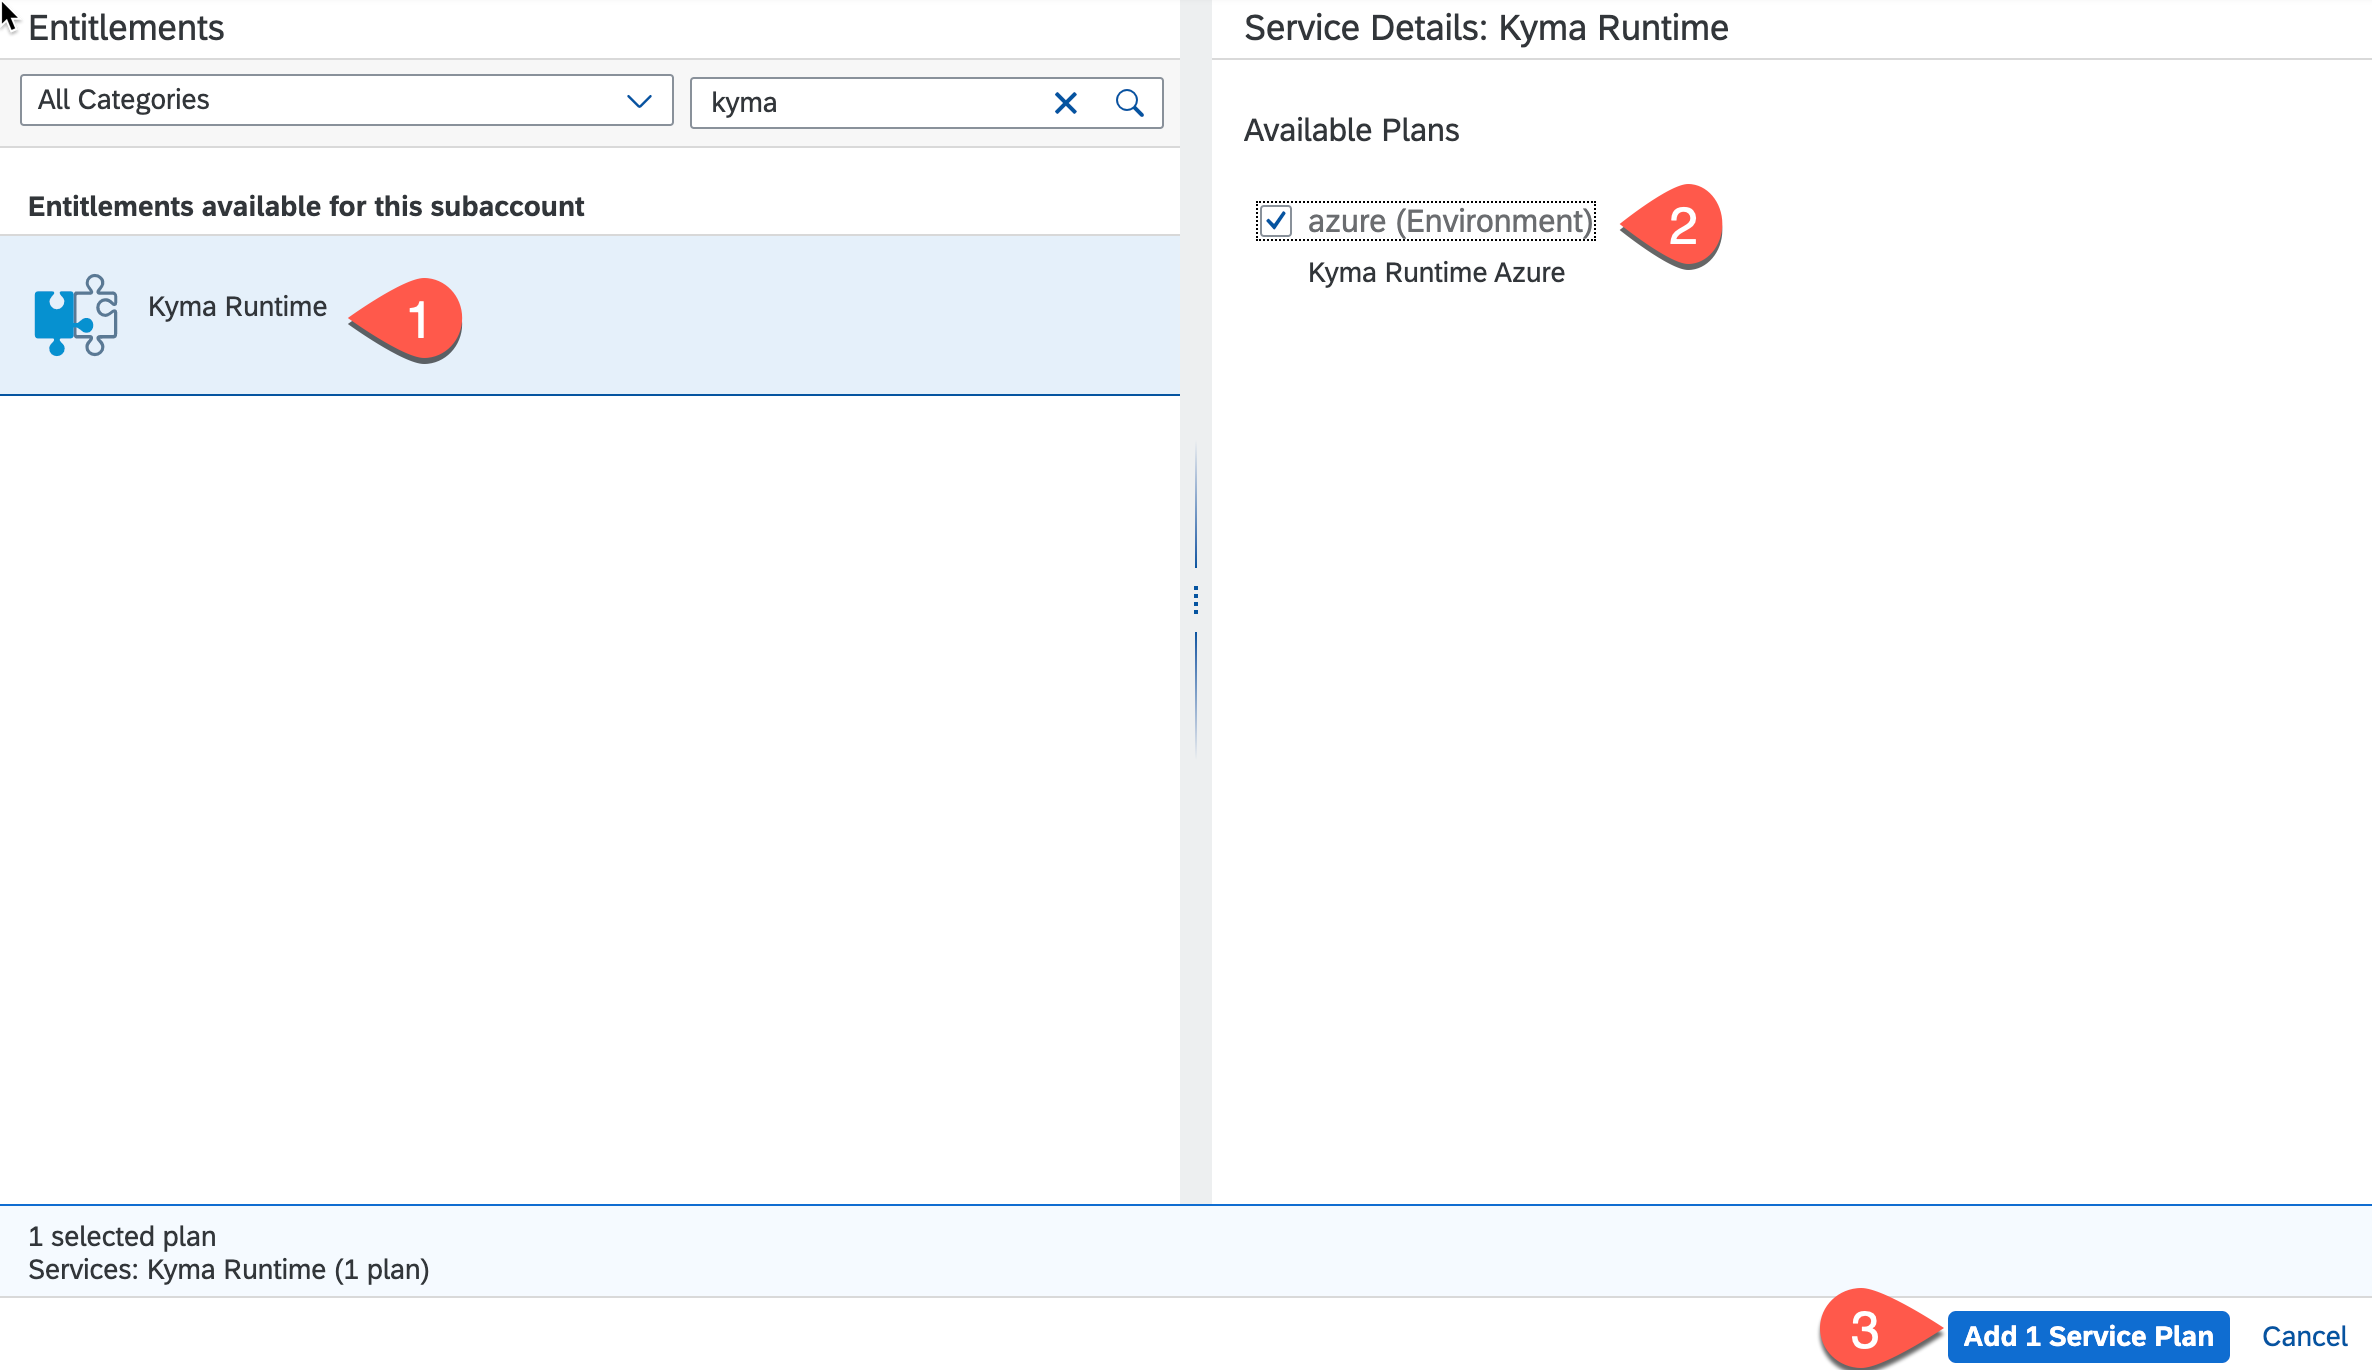 Entitlements
All Categories
kyma
Entitlements available for this subaccount
Kyma Runtime
1
Service Details: Kyma Runtime
Available Plans
azure (Environment)
2
Kyma Runtime Azure
1 selected plan
Services: Kyma Runtime (1 plan)
3
Add 1 Service Plan
Cancel